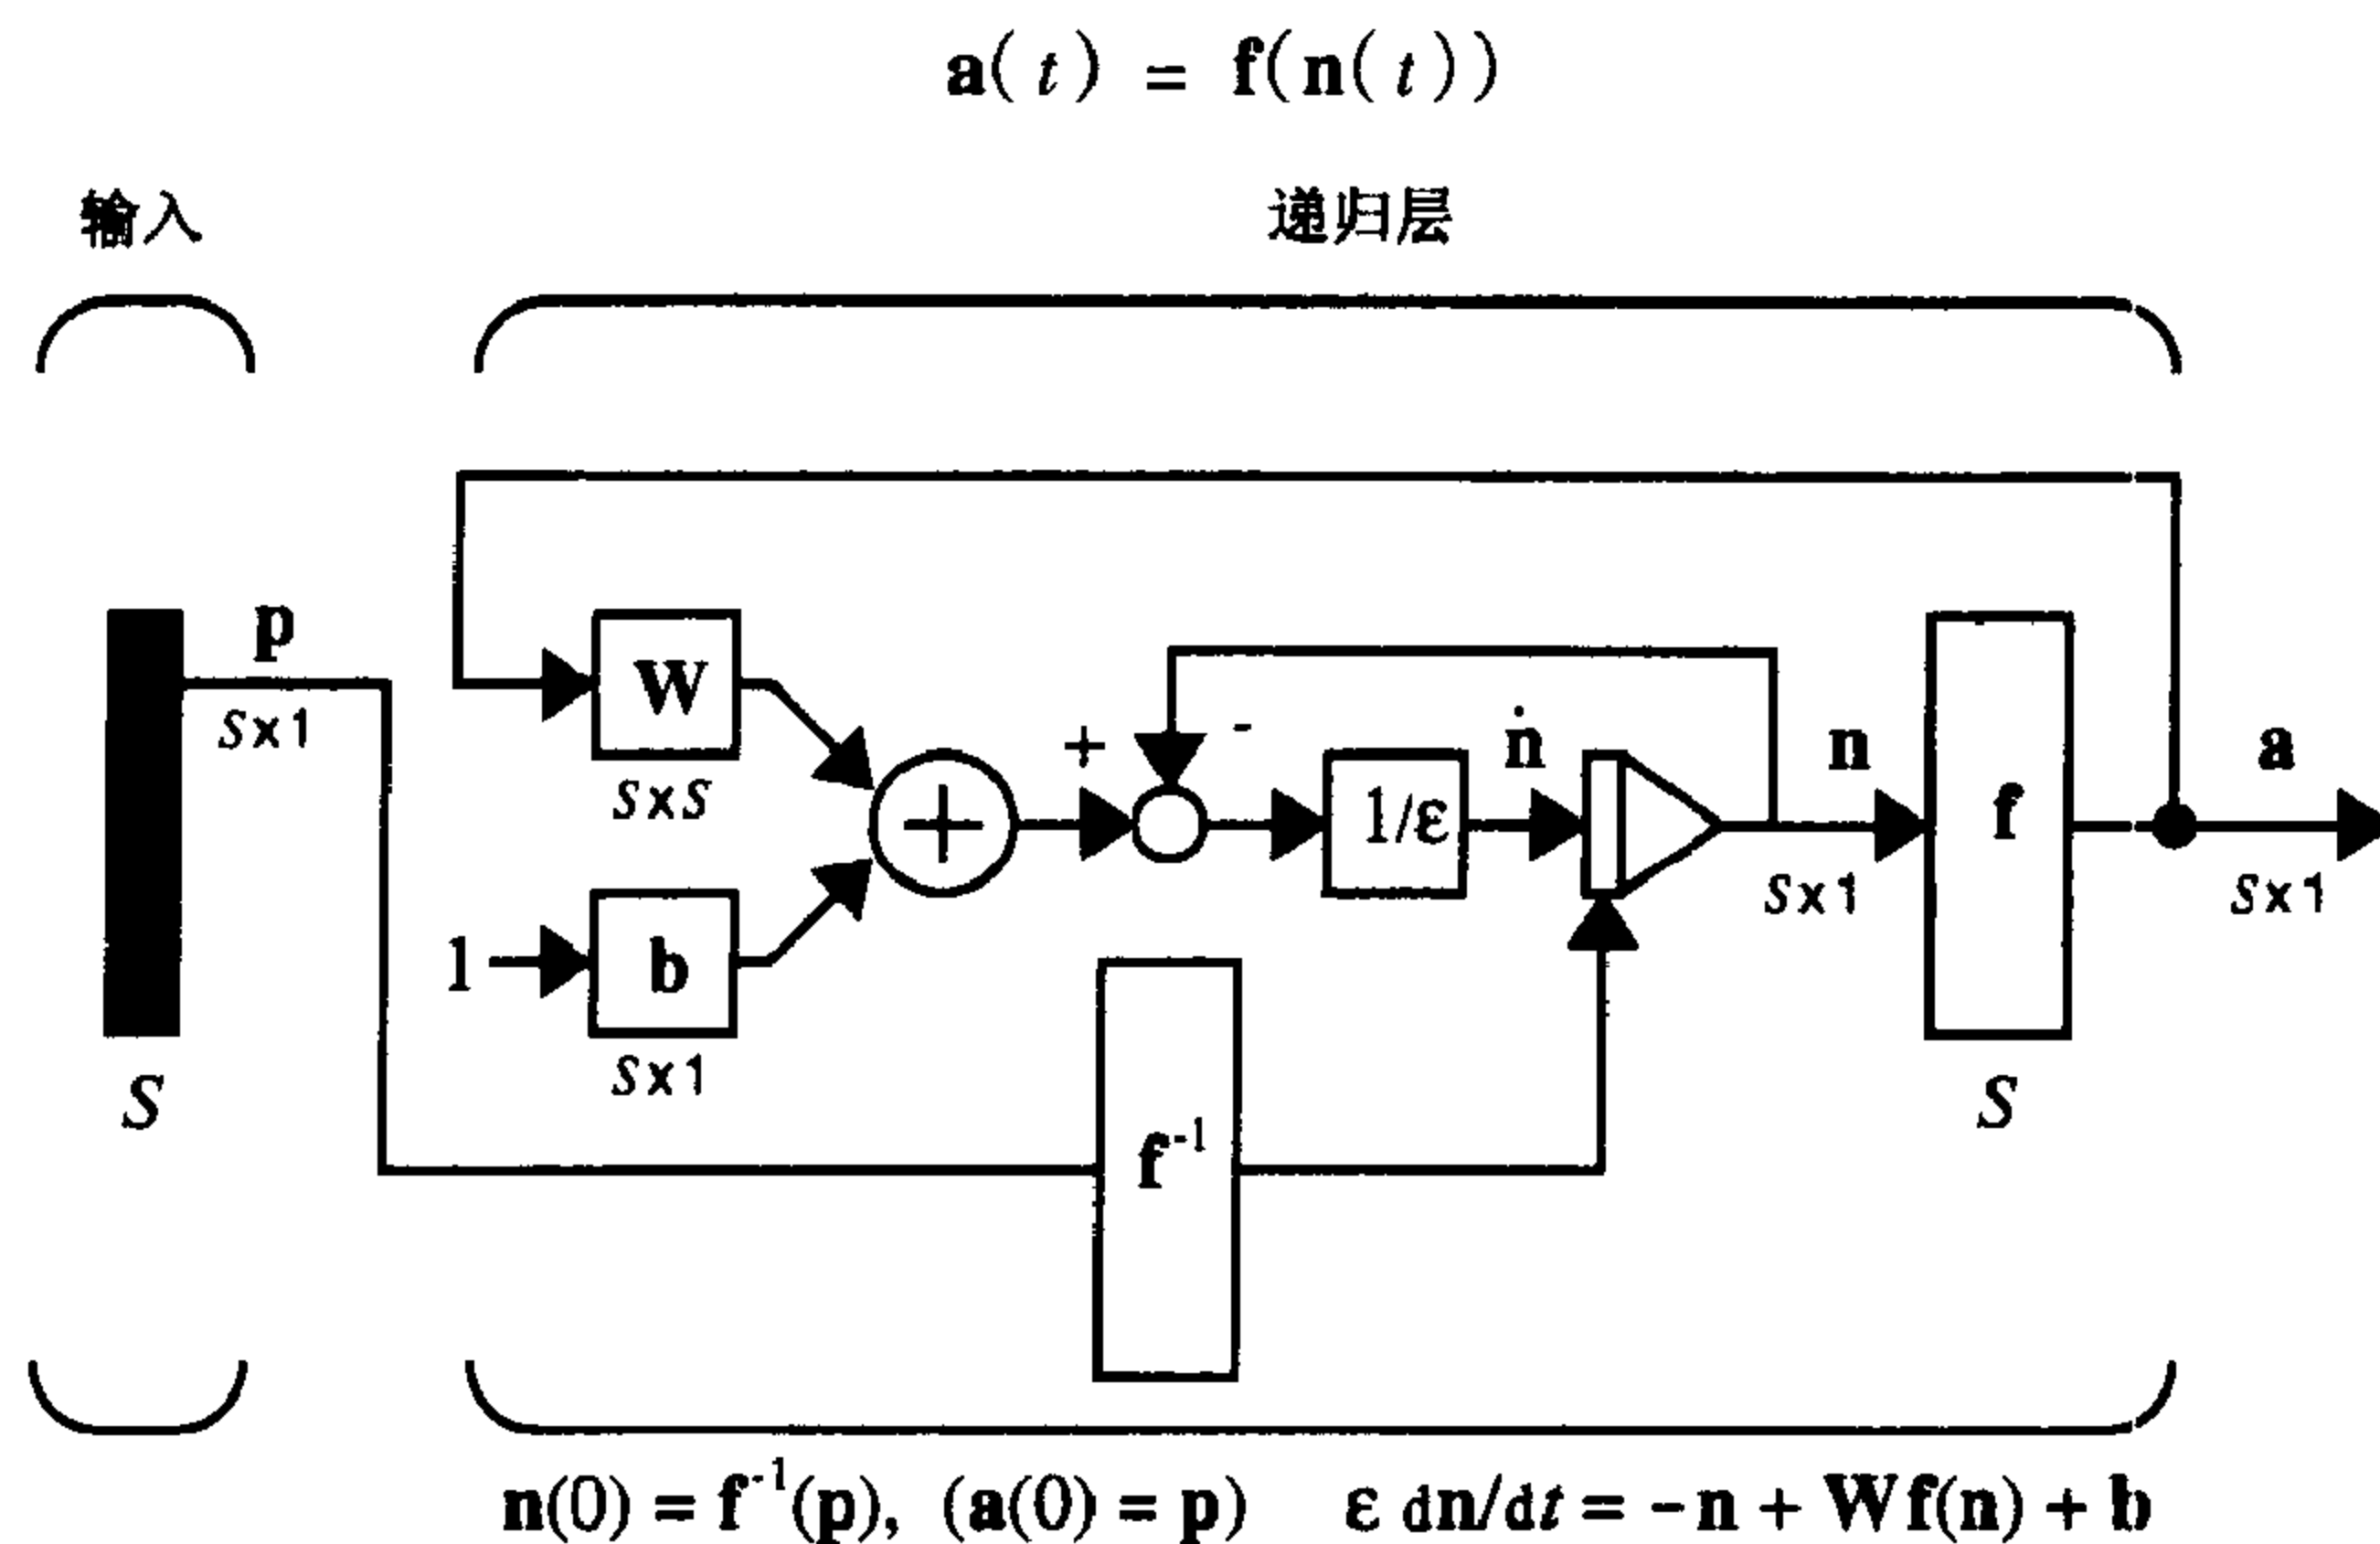 a(t) = f(n(t))
输入
递归层
p
S×1
W
S×S
+
-
1/ε
ṅ
n
S×1
f
a
S×1
+
1
b
S×1
S
f⁻¹
S
n(0) = f⁻¹(p), (a(0) = p) ε dn/dt = -n + Wf(n) + b